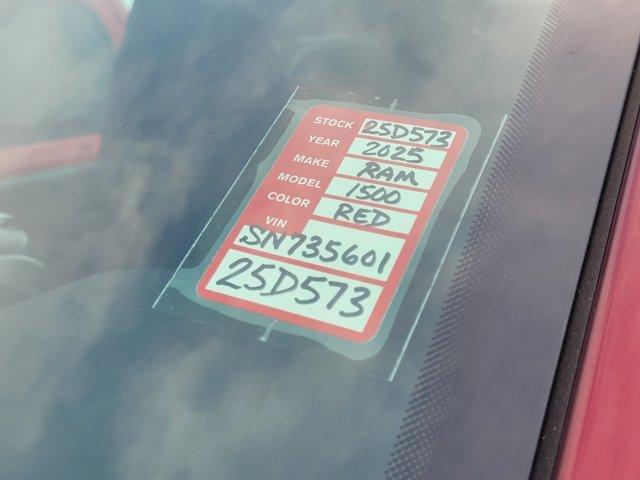 STOCK 25D573
YEAR 2025
MAKE RAM
MODEL 1500
COLOR RED
VIN
SN735601
25D573